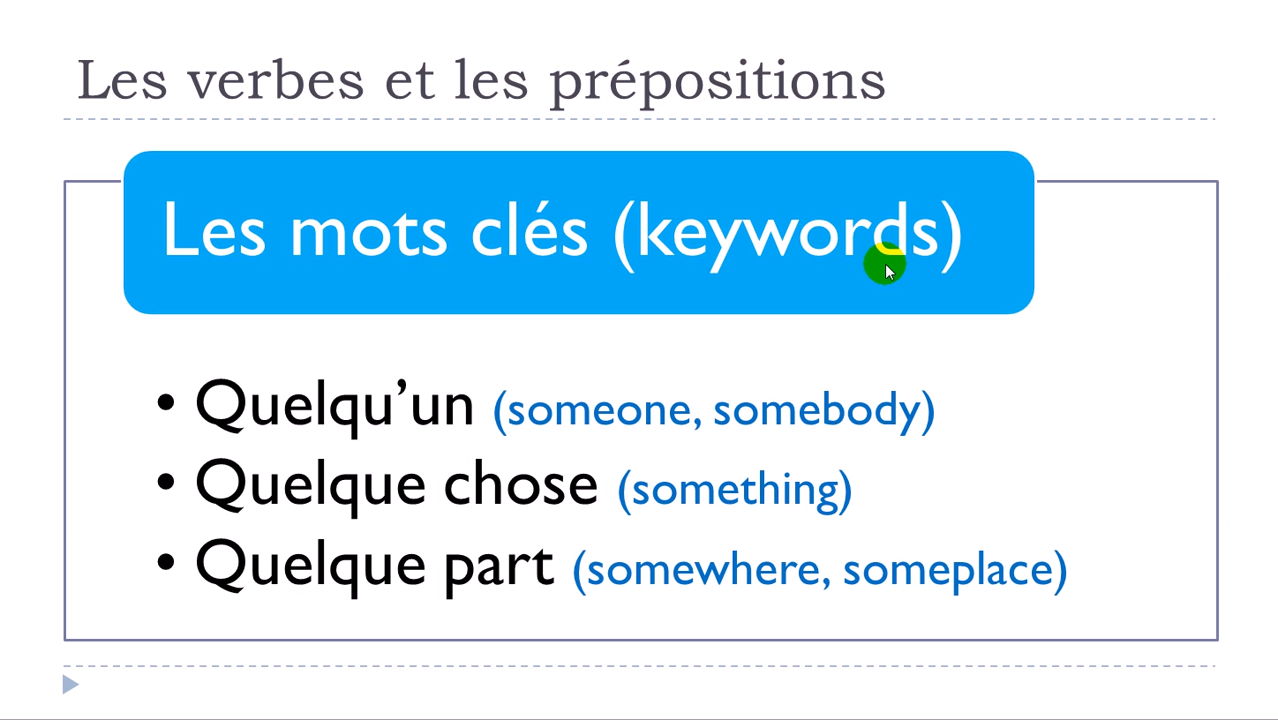 Les verbes et les prépositions
Les mots clés (keywords)
• Quelqu’un (someone, somebody)
• Quelque chose (something)
• Quelque part (somewhere, someplace)